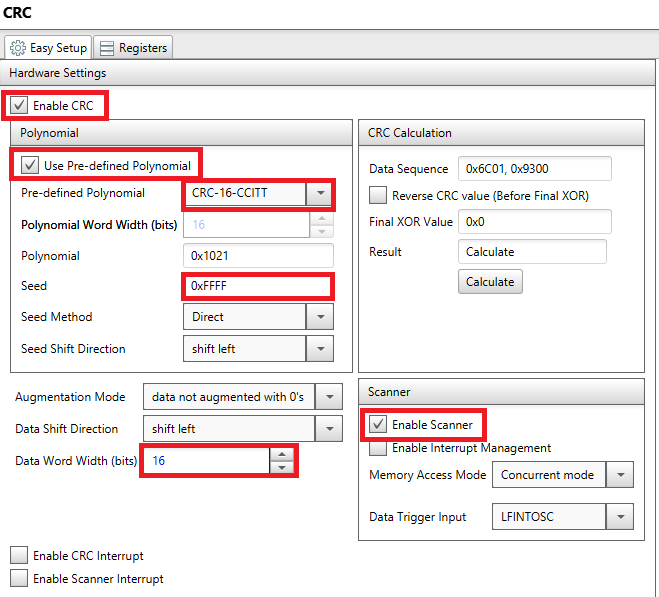 CRC
Easy Setup
Registers
Hardware Settings
Enable CRC
Polynomial
Use Pre-defined Polynomial
Pre-defined Polynomial CRC-16-CCITT
Polynomial Word Width (bits) 16
Polynomial 0x1021
Seed 0xFFFF
Seed Method Direct
Seed Shift Direction shift left
CRC Calculation
Data Sequence 0x6C01, 0x9300
Reverse CRC value (Before Final XOR)
Final XOR Value 0x0
Result Calculate
Calculate
Augmentation Mode data not augmented with 0's
Data Shift Direction shift left
Data Word Width (bits) 16
Scanner
Enable Scanner
Enable Interrupt Management
Memory Access Mode Concurrent mode
Data Trigger Input LFINTOSC
Enable CRC Interrupt
Enable Scanner Interrupt